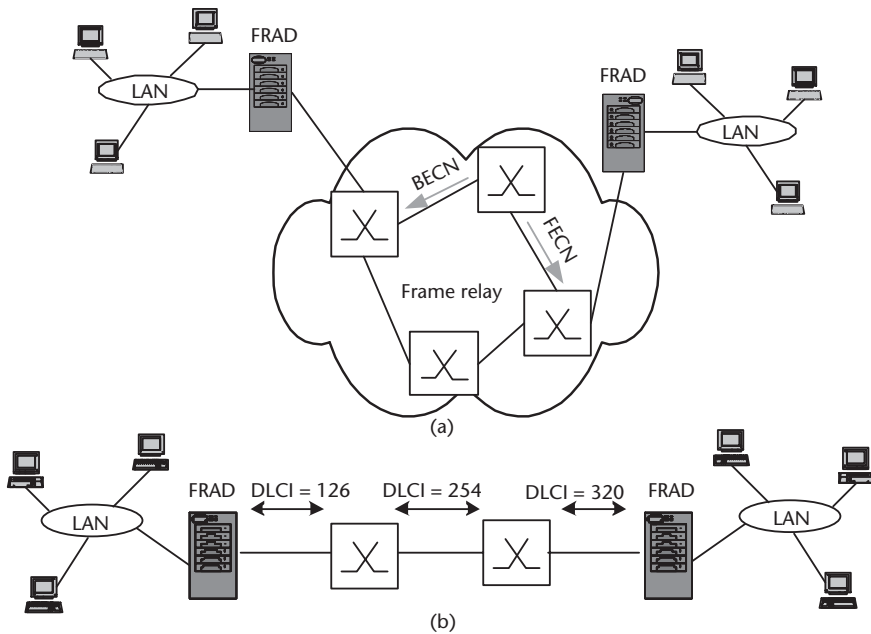 FRAD
LAN
FRAD
LAN
BECN
FECN
Frame relay
(a)
FRAD
DLCI = 126
DLCI = 254
DLCI = 320
FRAD
LAN
LAN
(b)